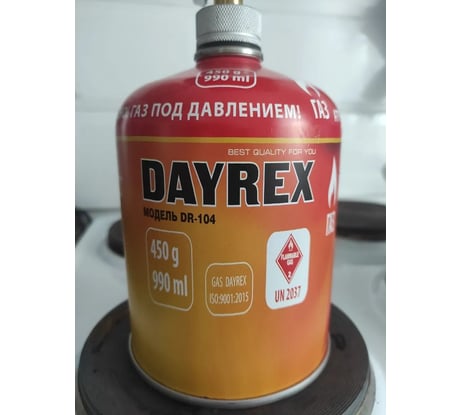 450 g
990 ml
ГАЗ ПОД ДАВЛЕНИЕМ!
ГАЗ
BEST QUALITY FOR YOU
DAYREX
МОДЕЛЬ DR-104
450 g
990 ml
GAS DAYREX
ISO:9001:2015
FLAMMABLE
GAS
2
UN 2037